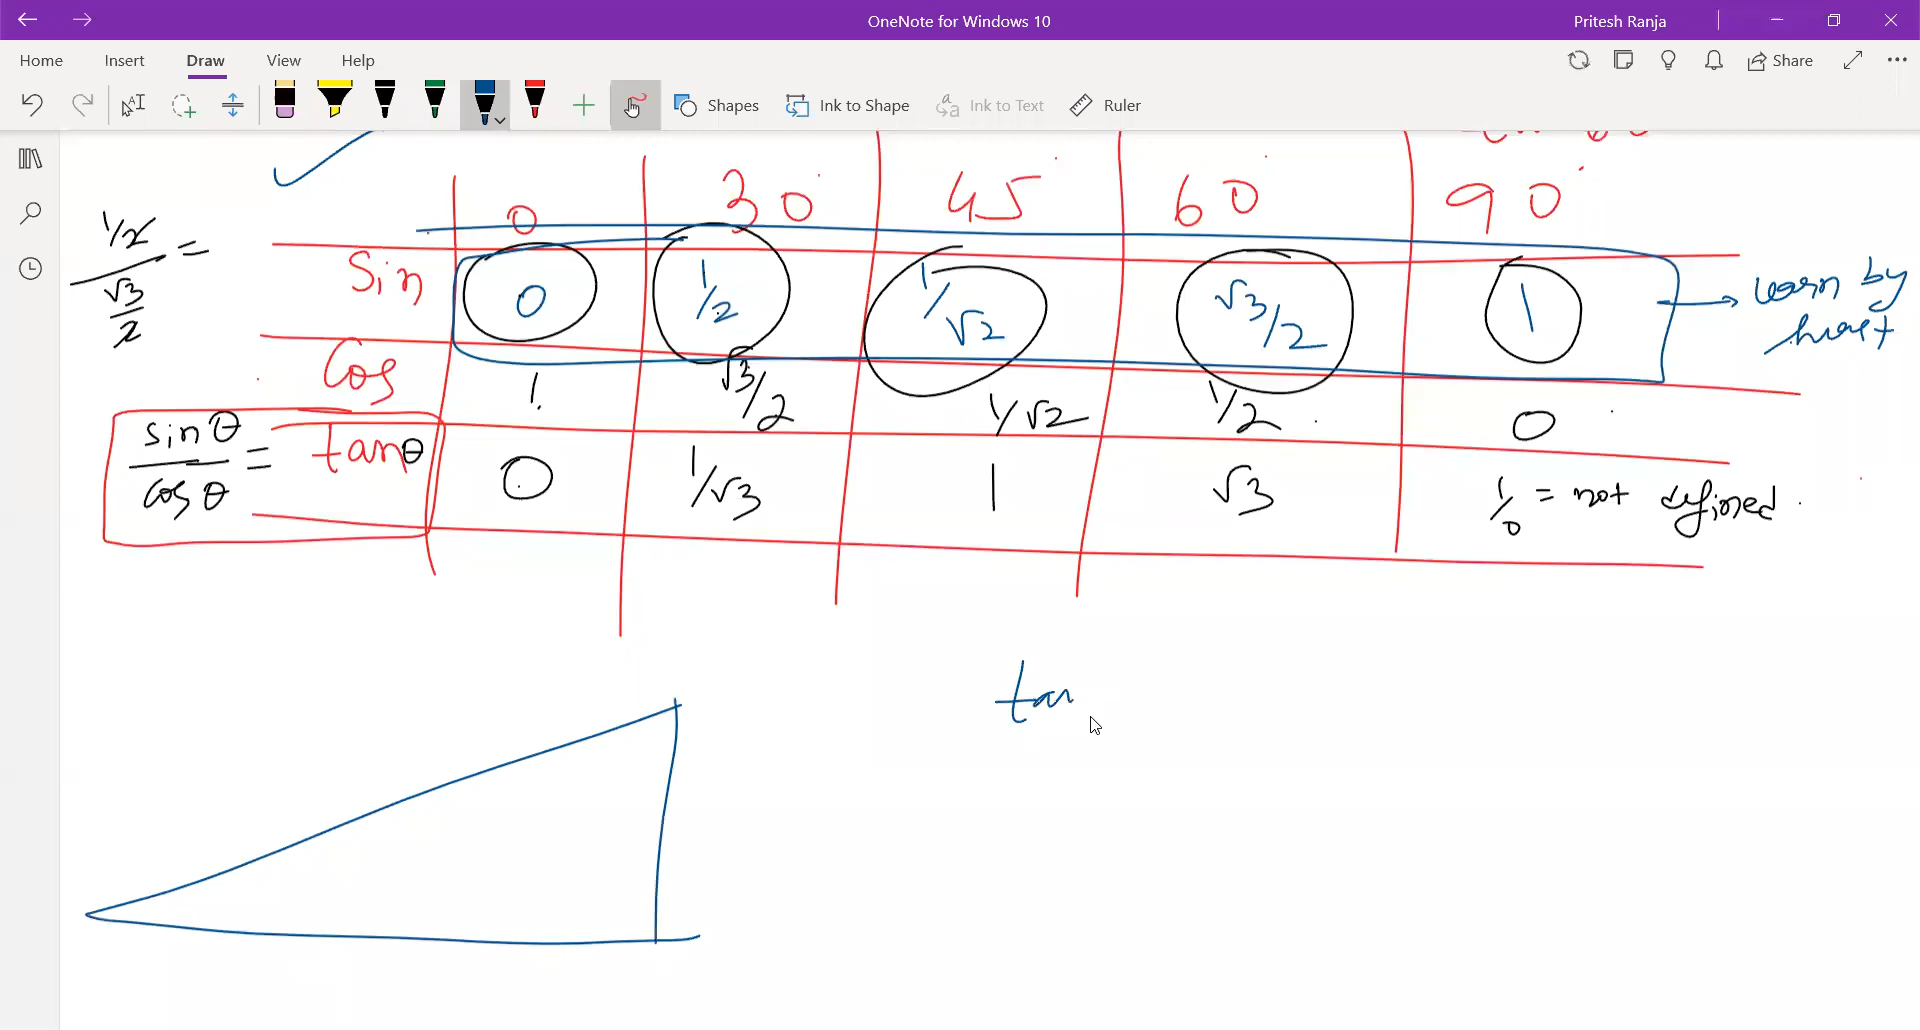 OneNote for Windows 10
Pritesh Ranja
Home Insert Draw View Help
Share
Shapes Ink to Shape Ink to Text Ruler
0 30° 45° 60° 90°
1/2 / √3/2 =
Sin 0 1/2 1/√2 √3/2 1 → learn by
heart
Cos 1 √3/2 1/√2 1/2 0
sinθ/cosθ = tanθ 0 1/√3 1 √3 1/0 = not defined
tan